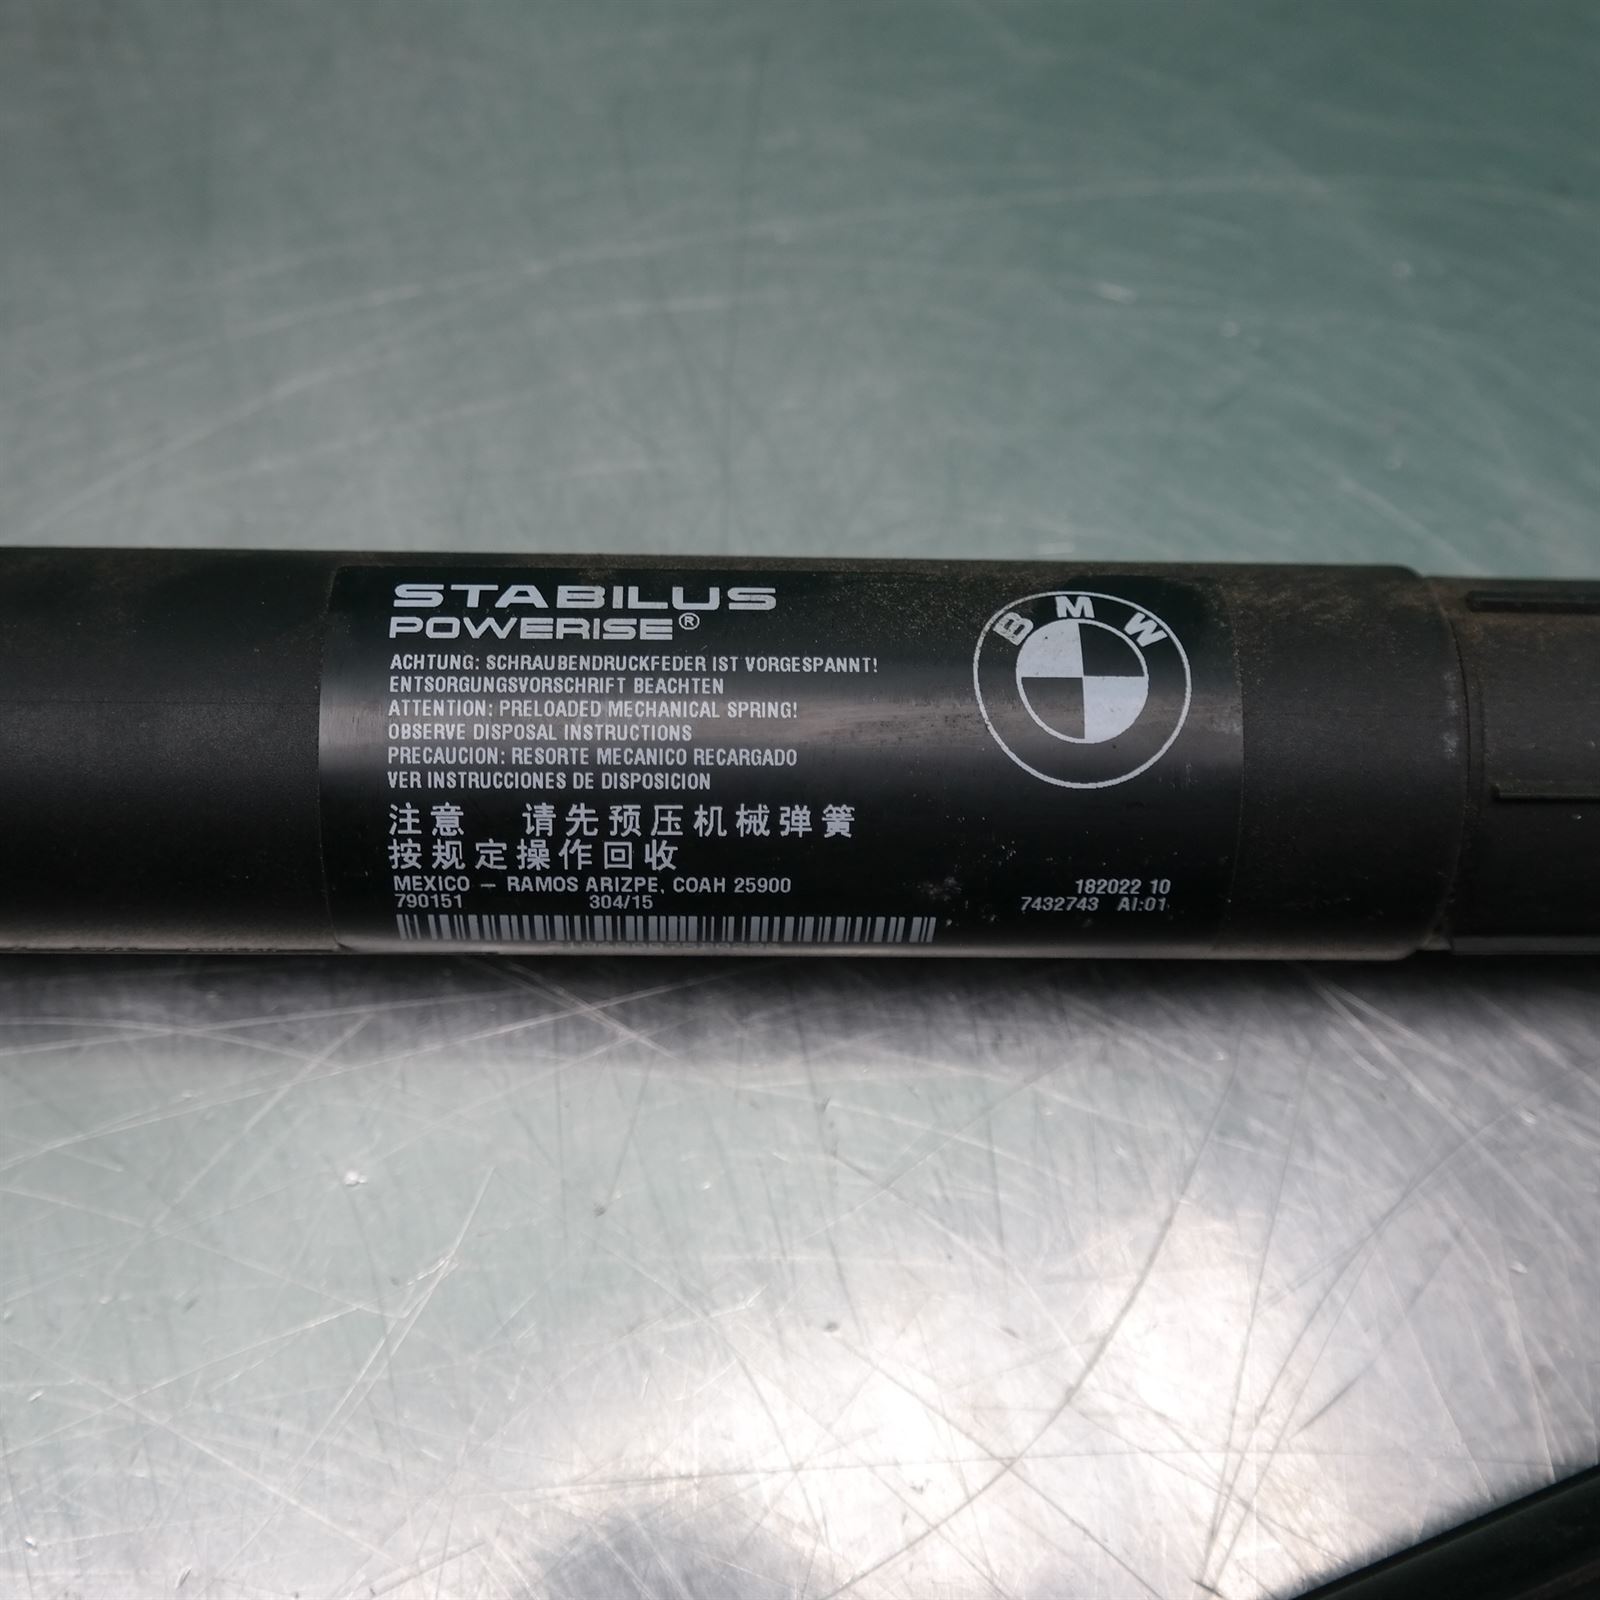 STABILUS
POWERISE®
ACHTUNG: SCHRAUBENDRUCKFEDER IST VORGESPANNT!
ENTSORGUNGSVORSCHRIFT BEACHTEN
ATTENTION: PRELOADED MECHANICAL SPRING!
OBSERVE DISPOSAL INSTRUCTIONS
PRECAUCION: RESORTE MECANICO RECARGADO
VER INSTRUCCIONES DE DISPOSICION
注意 请先预压机械弹簧
按规定操作回收
MEXICO – RAMOS ARIZPE, COAH 25900
790151 304/15
BMW
182022 10
7432743 AI:01